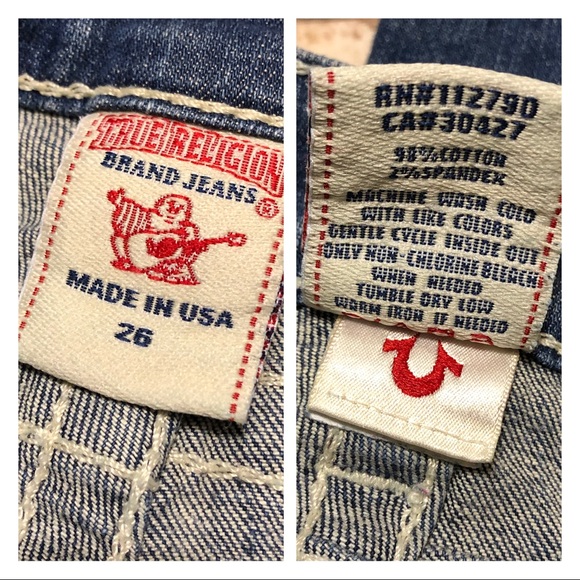 TRUE RELIGION
BRAND JEANS
®
MADE IN USA
26
RN#112790
CA#30427
98%COTTON
2%SPANDEX
MACHINE WASH COLD
WITH LIKE COLORS
GENTLE CYCLE INSIDE OUT
ONLY NON-CHLORINE BLEACH
WHEN NEEDED
TUMBLE DRY LOW
WARM IRON IF NEEDED